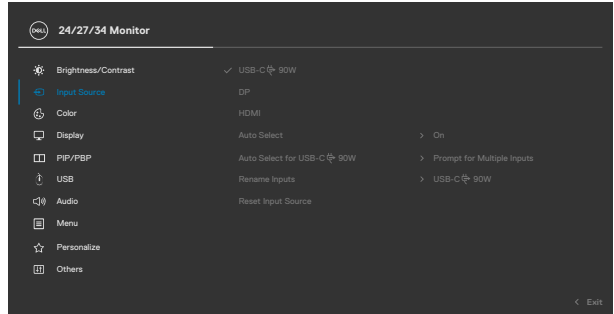 DELL 24/27/34 Monitor
Brightness/Contrast ✓ USB-C 90W
Input Source DP
Color HDMI
Display Auto Select > On
PIP/PBP Auto Select for USB-C 90W > Prompt for Multiple Inputs
USB Rename Inputs > USB-C 90W
Audio Reset Input Source
Menu
Personalize
Others
< Exit